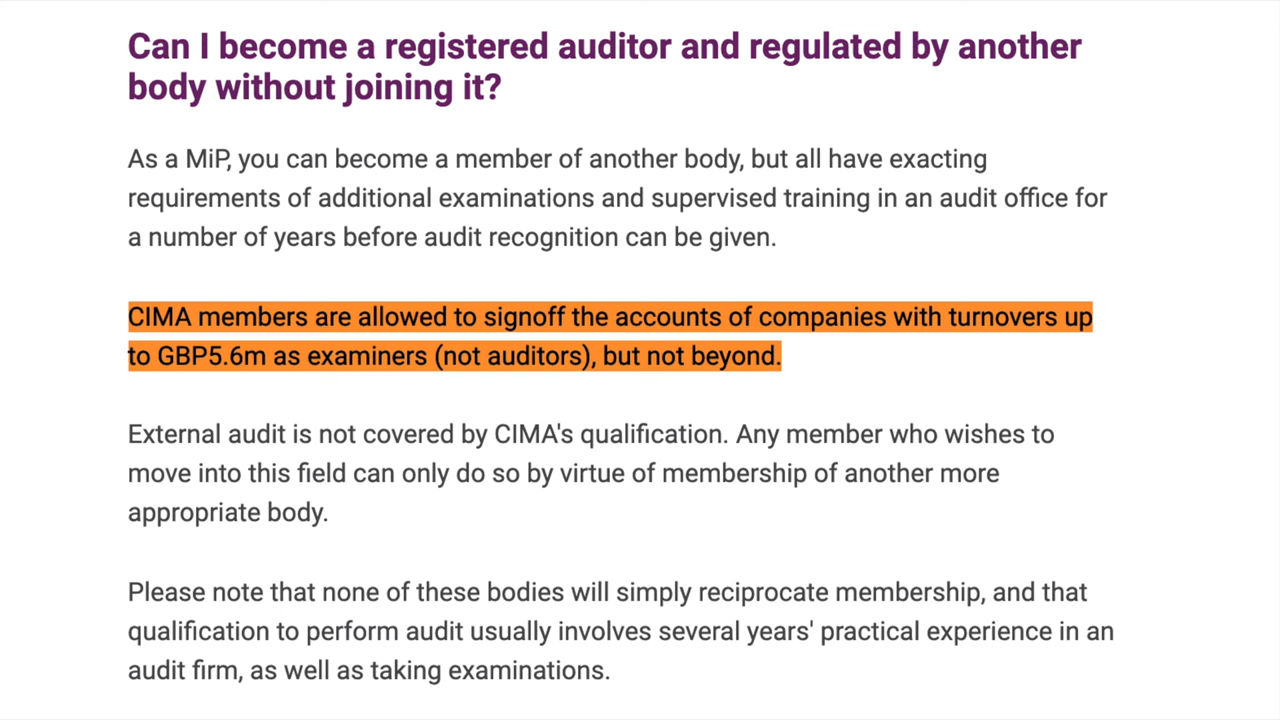 Can I become a registered auditor and regulated by another
body without joining it?
As a MiP, you can become a member of another body, but all have exacting
requirements of additional examinations and supervised training in an audit office for
a number of years before audit recognition can be given.
CIMA members are allowed to signoff the accounts of companies with turnovers up
to GBP5.6m as examiners (not auditors), but not beyond.
External audit is not covered by CIMA's qualification. Any member who wishes to
move into this field can only do so by virtue of membership of another more
appropriate body.
Please note that none of these bodies will simply reciprocate membership, and that
qualification to perform audit usually involves several years' practical experience in an
audit firm, as well as taking examinations.